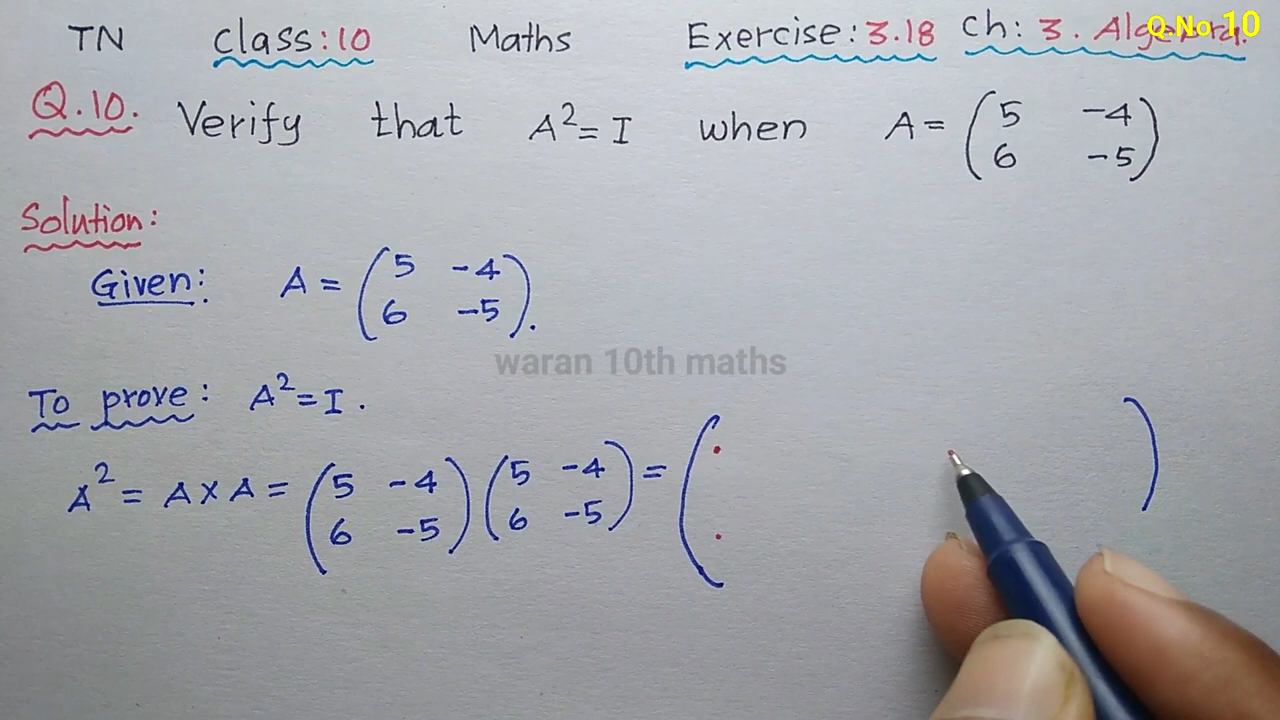 TN class:10 Maths Exercise: 3.18 Ch: 3. Algebra.
Q.No 10
Q.10. Verify that A²=I when A= (5 -4
6 -5)
Solution:
Given: A = (5 -4
6 -5).
waran 10th maths
To prove: A²=I.
A² = A×A = (5 -4 (5 -4 = ( )
6 -5) 6 -5)